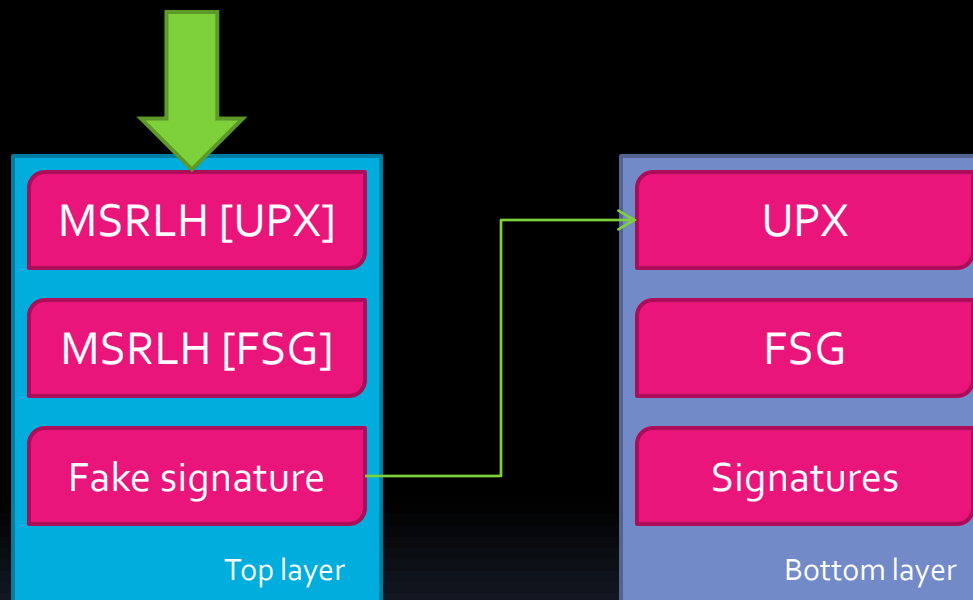 MSRLH [UPX]
MSRLH [FSG]
Fake signature
Top layer
UPX
FSG
Signatures
Bottom layer